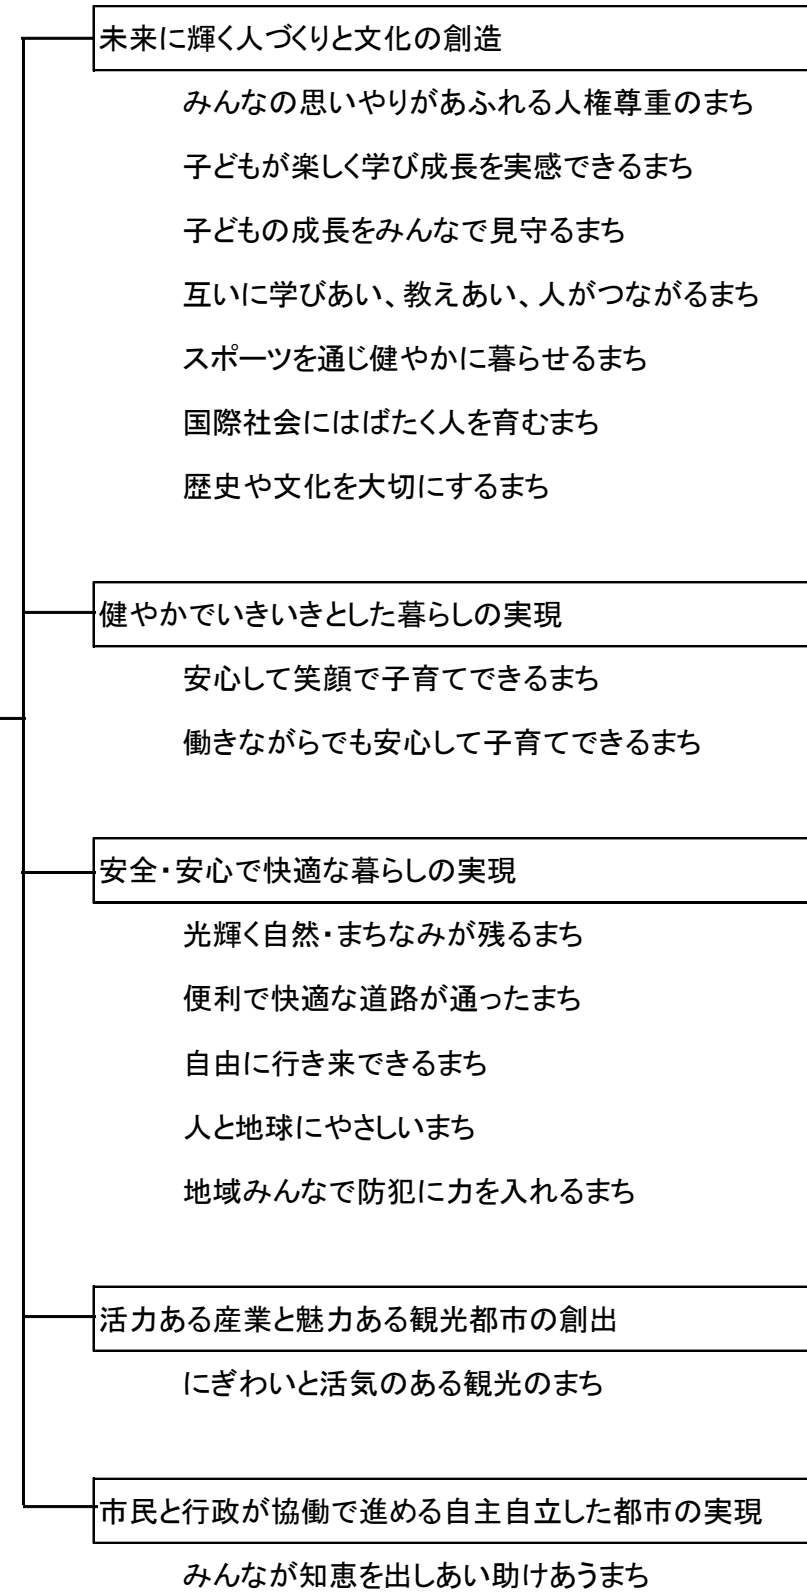 未来に輝く人づくりと文化の創造
みんなの思いやりがあふれる人権尊重のまち
子どもが楽しく学び成長を実感できるまち
子どもの成長をみんなで見守るまち
互いに学びあい、教えあい、人がつながるまち
スポーツを通じ健やかに暮らせるまち
国際社会にはばたく人を育むまち
歴史や文化を大切にするまち
健やかでいきいきとした暮らしの実現
安心して笑顔で子育てできるまち
働きながらでも安心して子育てできるまち
安全・安心で快適な暮らしの実現
光輝く自然・まちなみが残るまち
便利で快適な道路が通ったまち
自由に行き来できるまち
人と地球にやさしいまち
地域みんなで防犯に力を入れるまち
活力ある産業と魅力ある観光都市の創出
にぎわいと活気のある観光のまち
市民と行政が協働で進める自主自立した都市の実現
みんなが知恵を出しあい助けあうまち